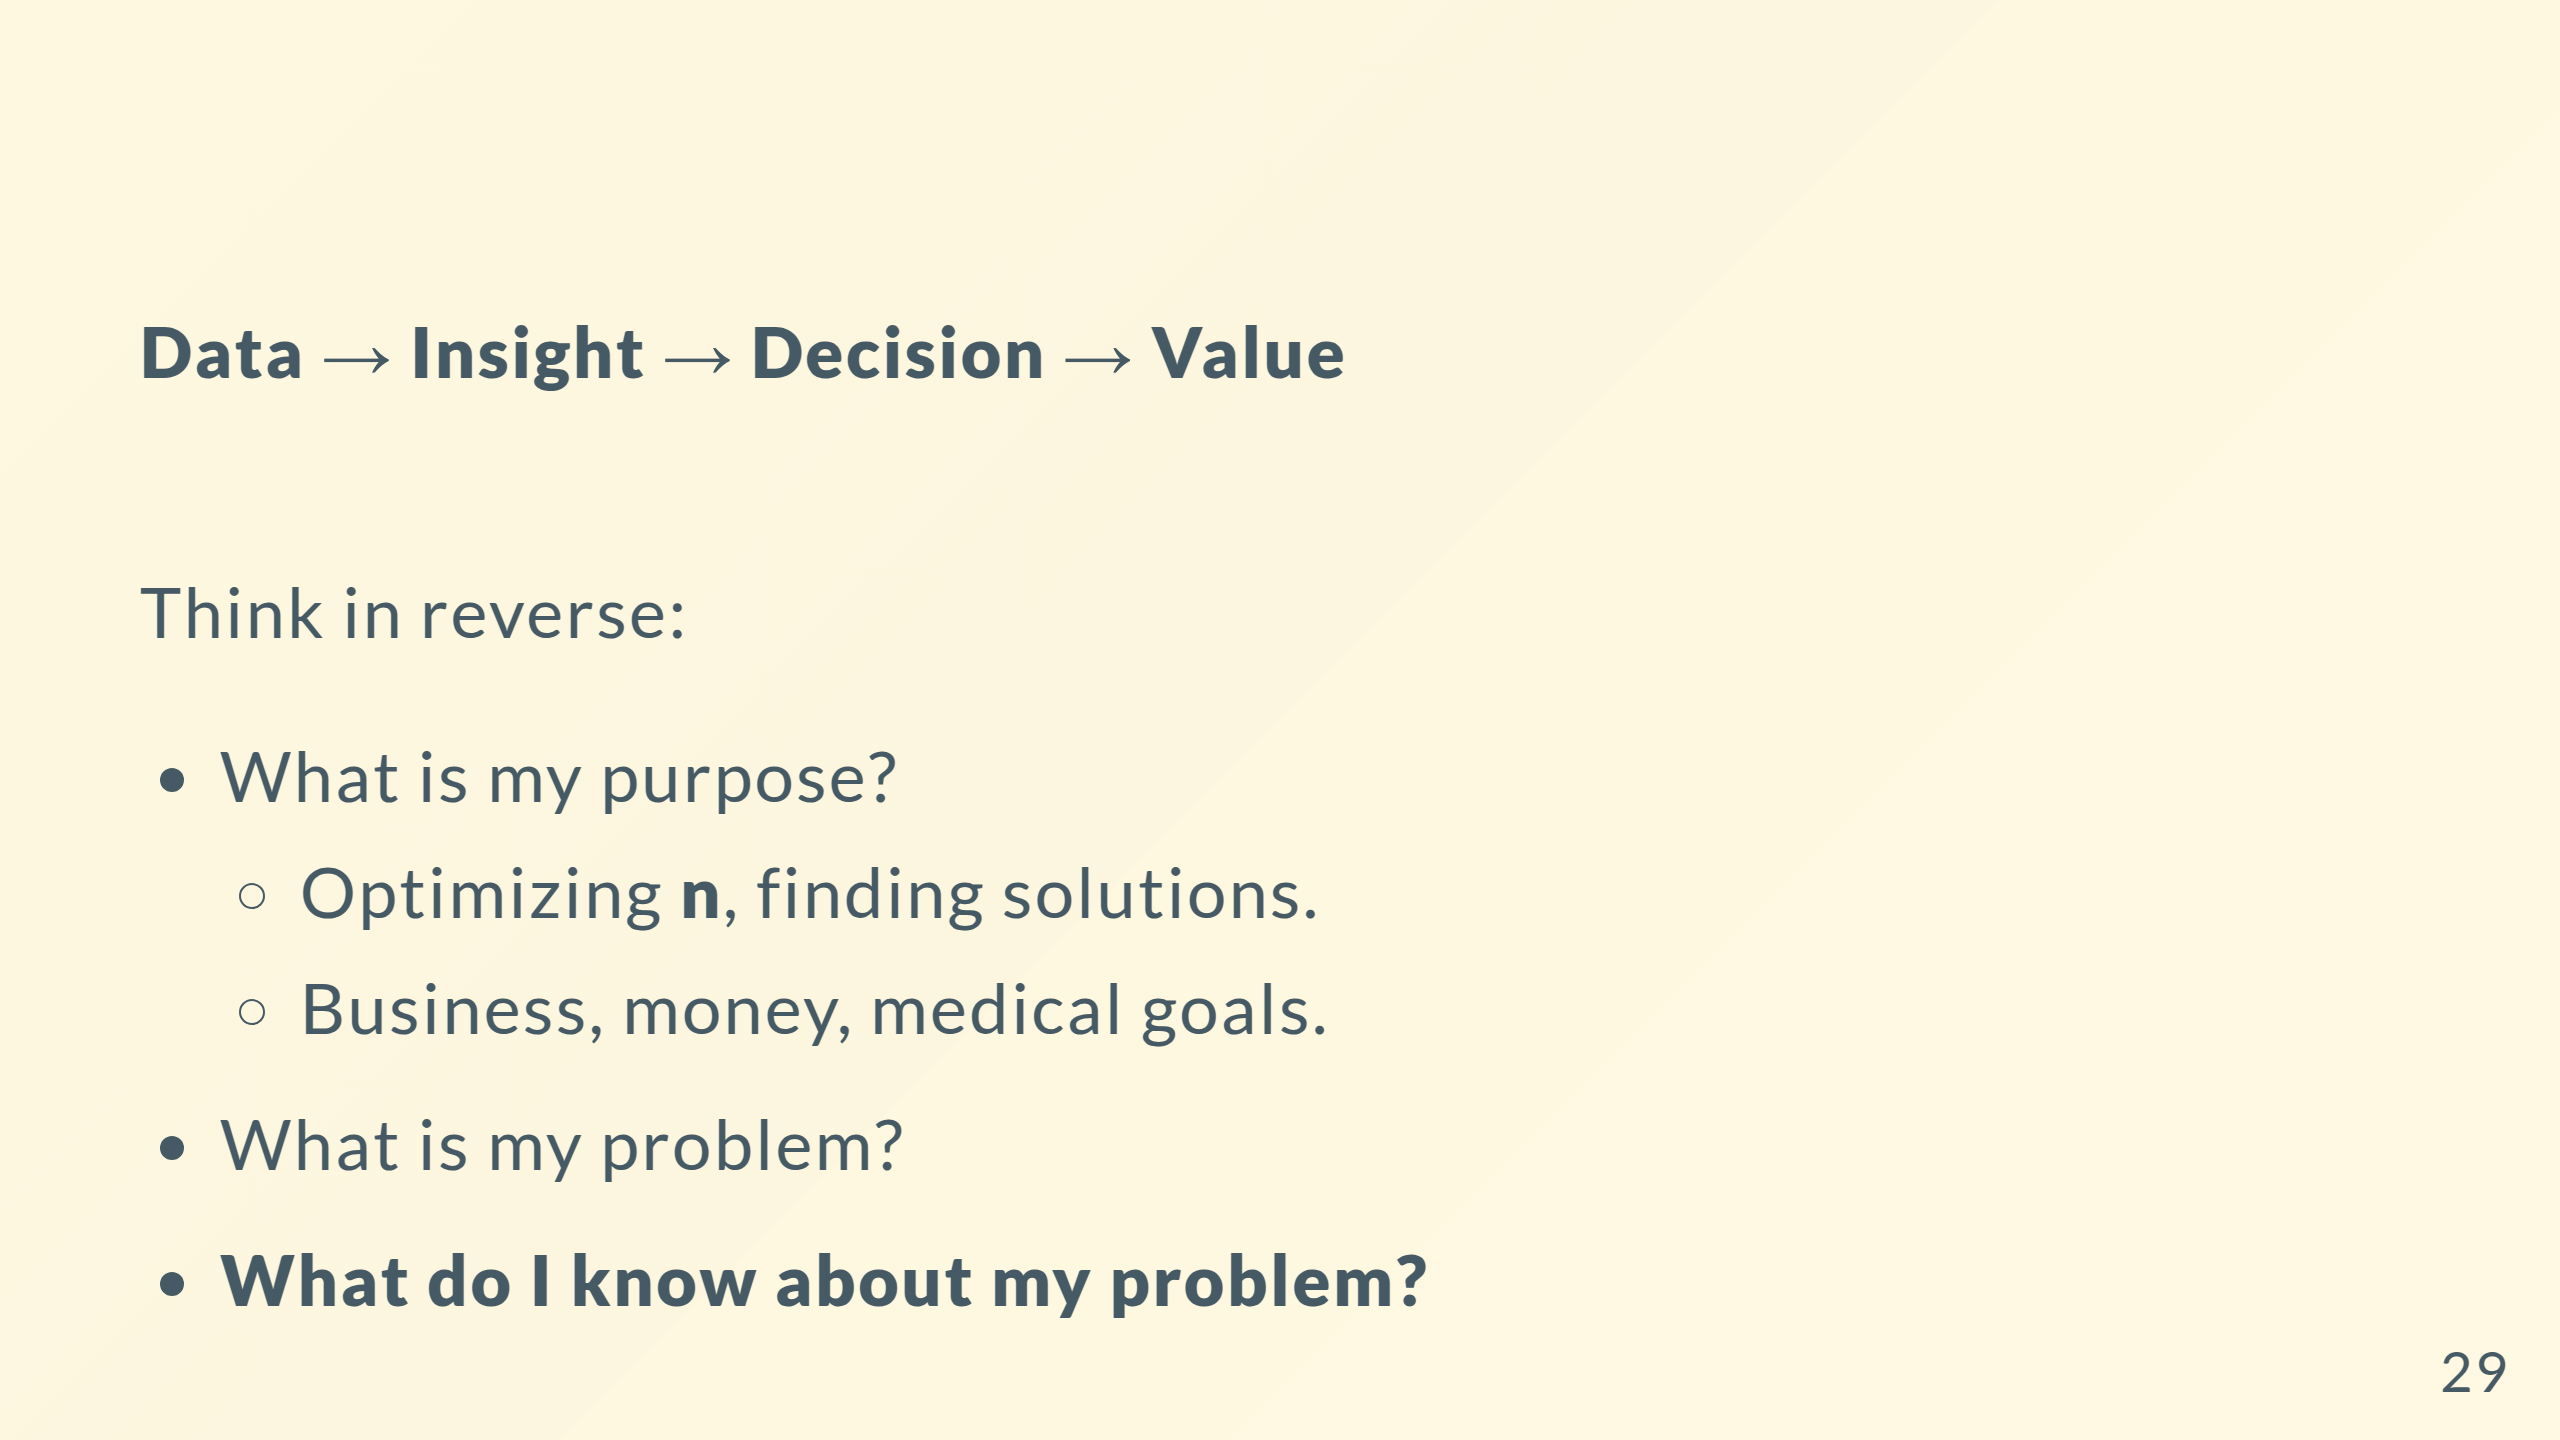 Data → Insight → Decision → Value
Think in reverse:
• What is my purpose?
○ Optimizing n, finding solutions.
○ Business, money, medical goals.
• What is my problem?
• What do I know about my problem?
29